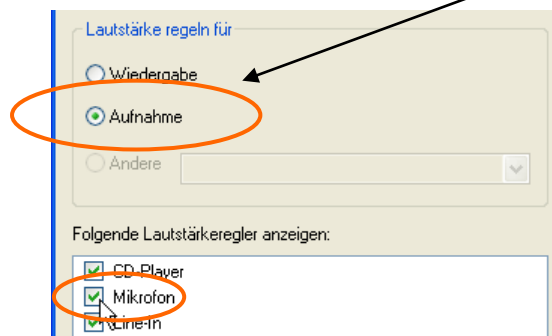 Lautstärke regeln für
Wiedergabe
Aufnahme
Andere
Folgende Lautstärkeregler anzeigen:
CD-Player
Mikrofon
Line-In